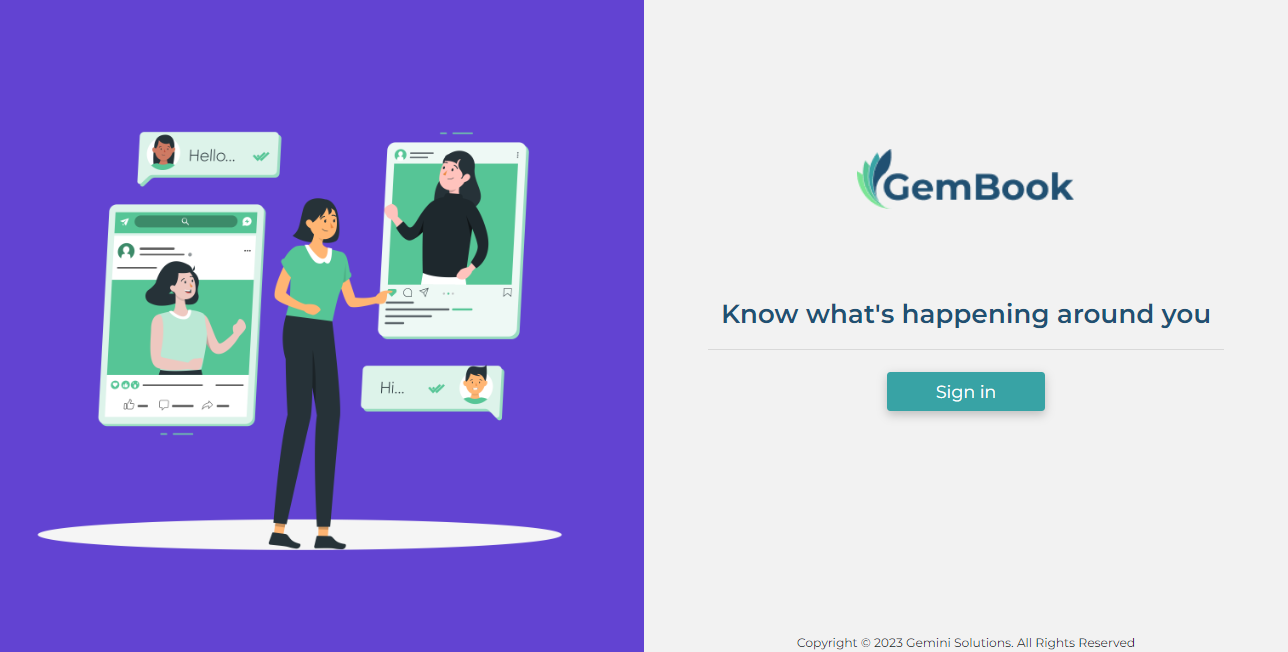 Hello...
Hi...
GemBook
Know what's happening around you
Sign in
Copyright © 2023 Gemini Solutions. All Rights Reserved